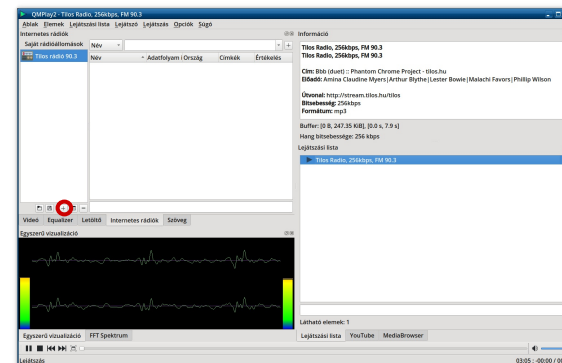 QMPlay2 - Tilos Radio, 256kbps, FM 90.3
Ablak Elemek Lejátszási lista Lejátszó Lejátszás Opciók Súgó
Internetes rádiók
Saját rádióállomások
Tilos rádió 90.3
Név
Név Adatfolyam i Ország Címkék Értékelés
Videó Equalizer Letöltő Internetes rádiók Szöveg
Egyszerű vizualizáció
Egyszerű vizualizáció FFT Spektrum
Információ
Tilos Radio, 256kbps, FM 90.3
Tilos Radio, 256kbps, FM 90.3
Cím: Bbb (duet) :: Phantom Chrome Project - tilos.hu
Előadó: Amina Claudine Myers|Arthur Blythe|Lester Bowie|Malachi Favors|Phillip Wilson
Útvonal: http://stream.tilos.hu/tilos
Bitsebesség: 256kbps
Formátum: mp3
Buffer: [0 B, 247.35 KiB], [0.0 s, 7.9 s]
Hang bitsebessége: 256 kbps
Lejátszási lista
Tilos Radio, 256kbps, FM 90.3
Látható elemek: 1
Lejátszási lista YouTube MediaBrowser
Lejátszás
03:05 ; -00:00 / 00